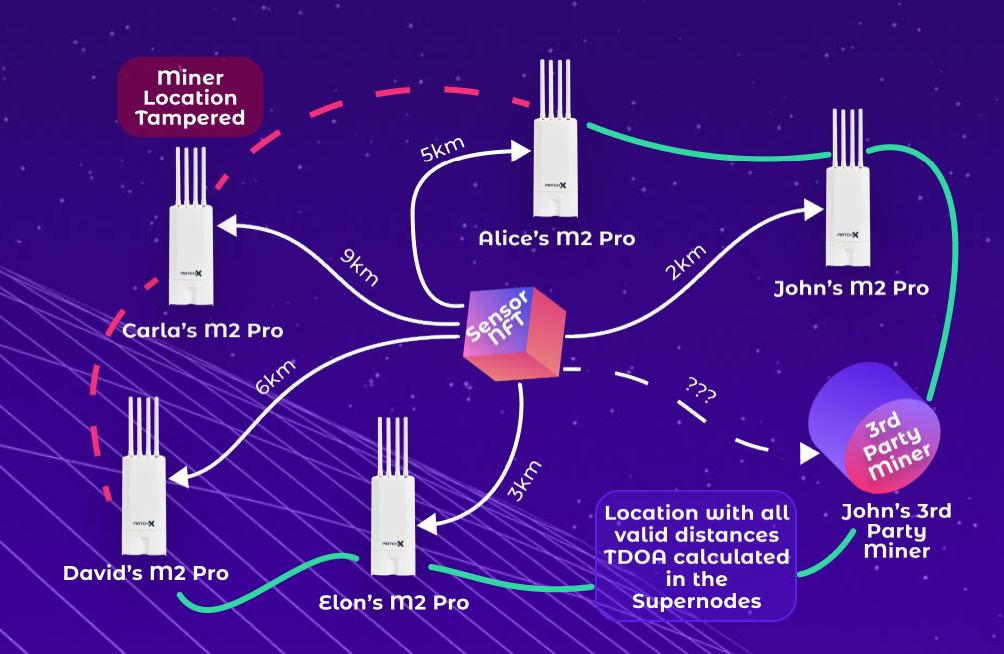 Miner
Location
Tampered
5km
Alice's M2 Pro
John's M2 Pro
2km
9km
Carla's M2 Pro
Sensor
NFT
6km
???
3rd
Party
Miner
3km
David's M2 Pro
Elon's M2 Pro
Location with all
valid distances
TDOA calculated
in the
Supernodes
John's 3rd
Party
Miner